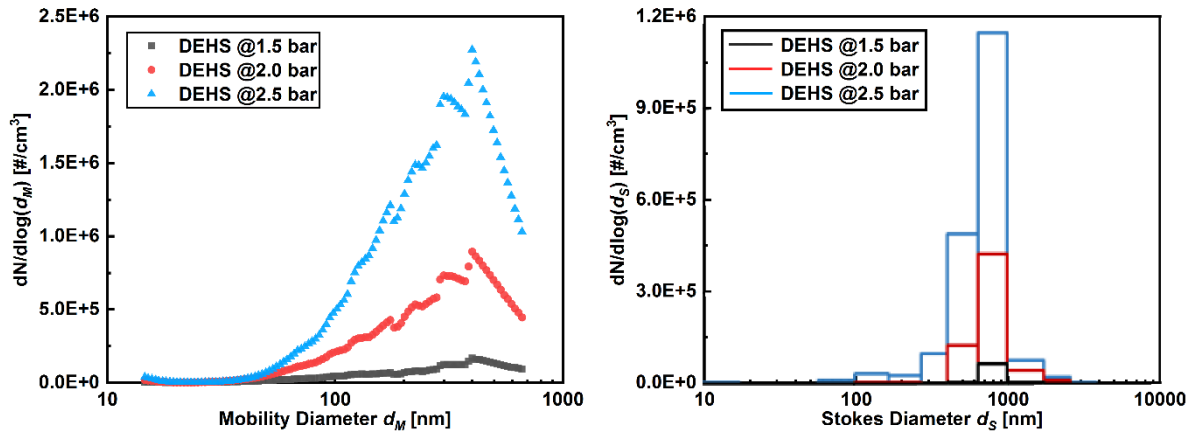 2.5E+6
2.0E+6
1.5E+6
1.0E+6
5.0E+5
0.0E+0
dN/dlog(d_M) [#/cm³]
DEHS @1.5 bar
DEHS @2.0 bar
DEHS @2.5 bar
10
100
1000
Mobility Diameter d_M [nm]
1.2E+6
9.0E+5
6.0E+5
3.0E+5
0.0E+0
dN/dlog(d_S) [#/cm³]
DEHS @1.5 bar
DEHS @2.0 bar
DEHS @2.5 bar
10
100
1000
10000
Stokes Diameter d_S [nm]